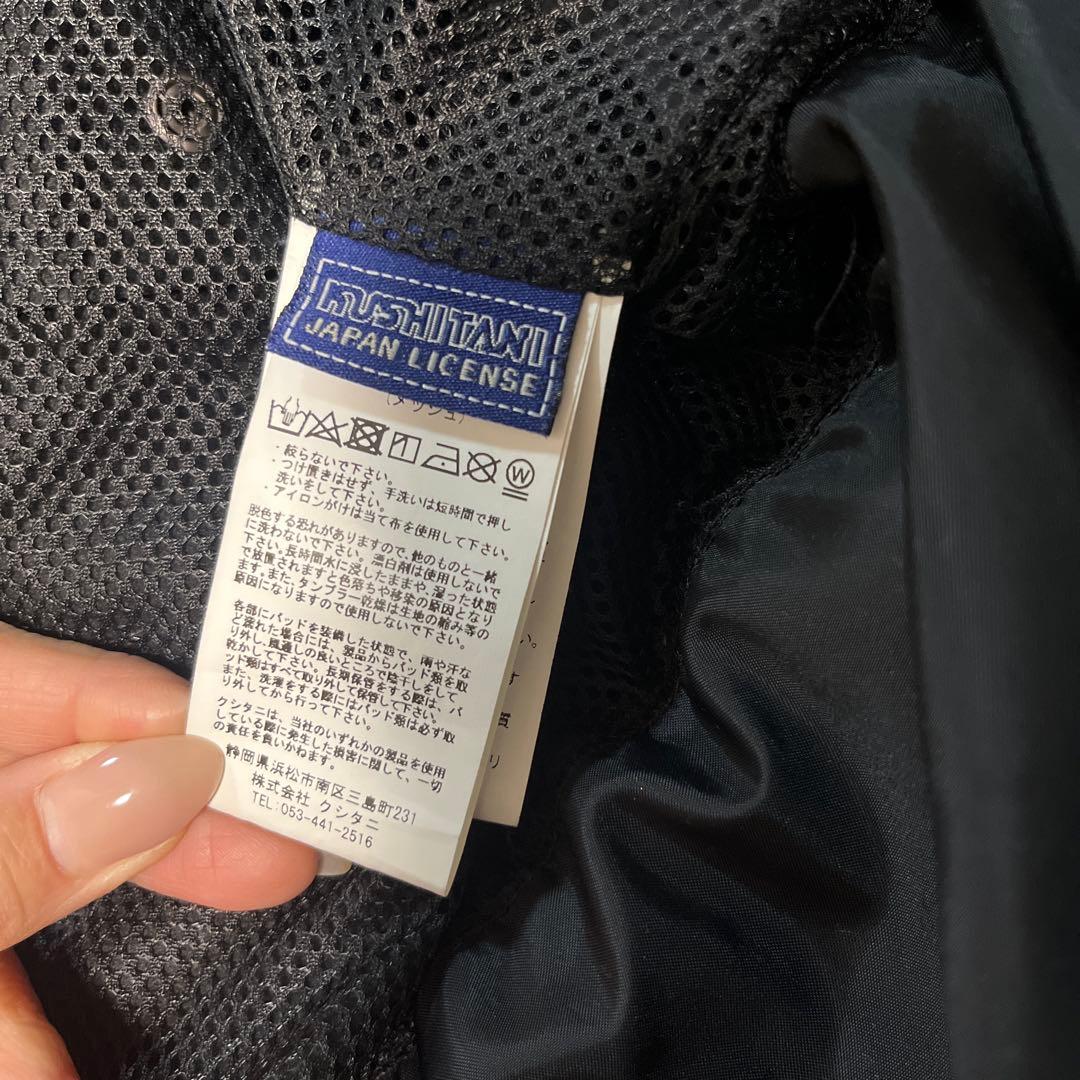 KUSHITANI
JAPAN LICENSE
(メッシュ)
W
・絞らないで下さい。
・つけ置きはせず、手洗いは短時間で押し
洗いをして下さい。
・アイロンがけは当て布を使用して下さい。
脱色する恐れがありますので、他のものと一緒
に洗わないで下さい。漂白剤は使用しないで
下さい。長時間水に浸したままや、湿った状態
で放置されますと色落ちや移染の原因となり
ます。また、タンブラー乾燥は生地の縮み等の
原因になりますので使用しないで下さい。
各部にパッドを装備した状態で、雨や汗な
ど濡れた場合には、製品からパッド類を取
り外し、風通しの良いところで陰干しをして
乾かして下さい。長期保管をする際は、パ
ッド類はすべて取り外して保管して下さい。
また、洗濯をする際にはパッド類は必ず取
り外してから行って下さい。
クシタニは、当社のいずれかの製品を使用
している際に発生した損害に関して、一切
の責任を負いかねます。
静岡県浜松市南区三島町231
株式会社 クシタニ
TEL:053-441-2516
い。
す
質
り